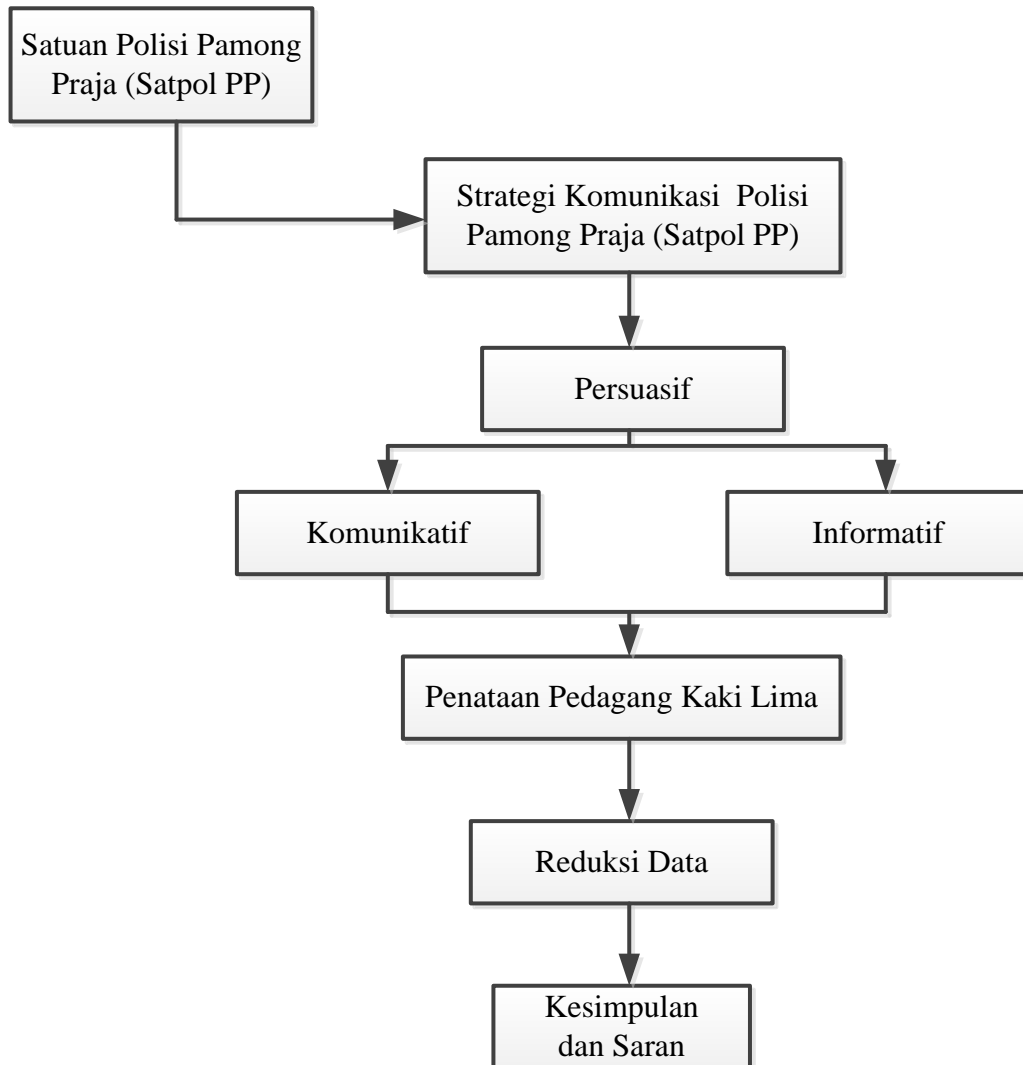 Satuan Polisi Pamong
Praja (Satpol PP)
Strategi Komunikasi  Polisi
Pamong Praja (Satpol PP)
Persuasif
Komunikatif
Informatif
Penataan Pedagang Kaki Lima
Reduksi Data
Kesimpulan
dan Saran